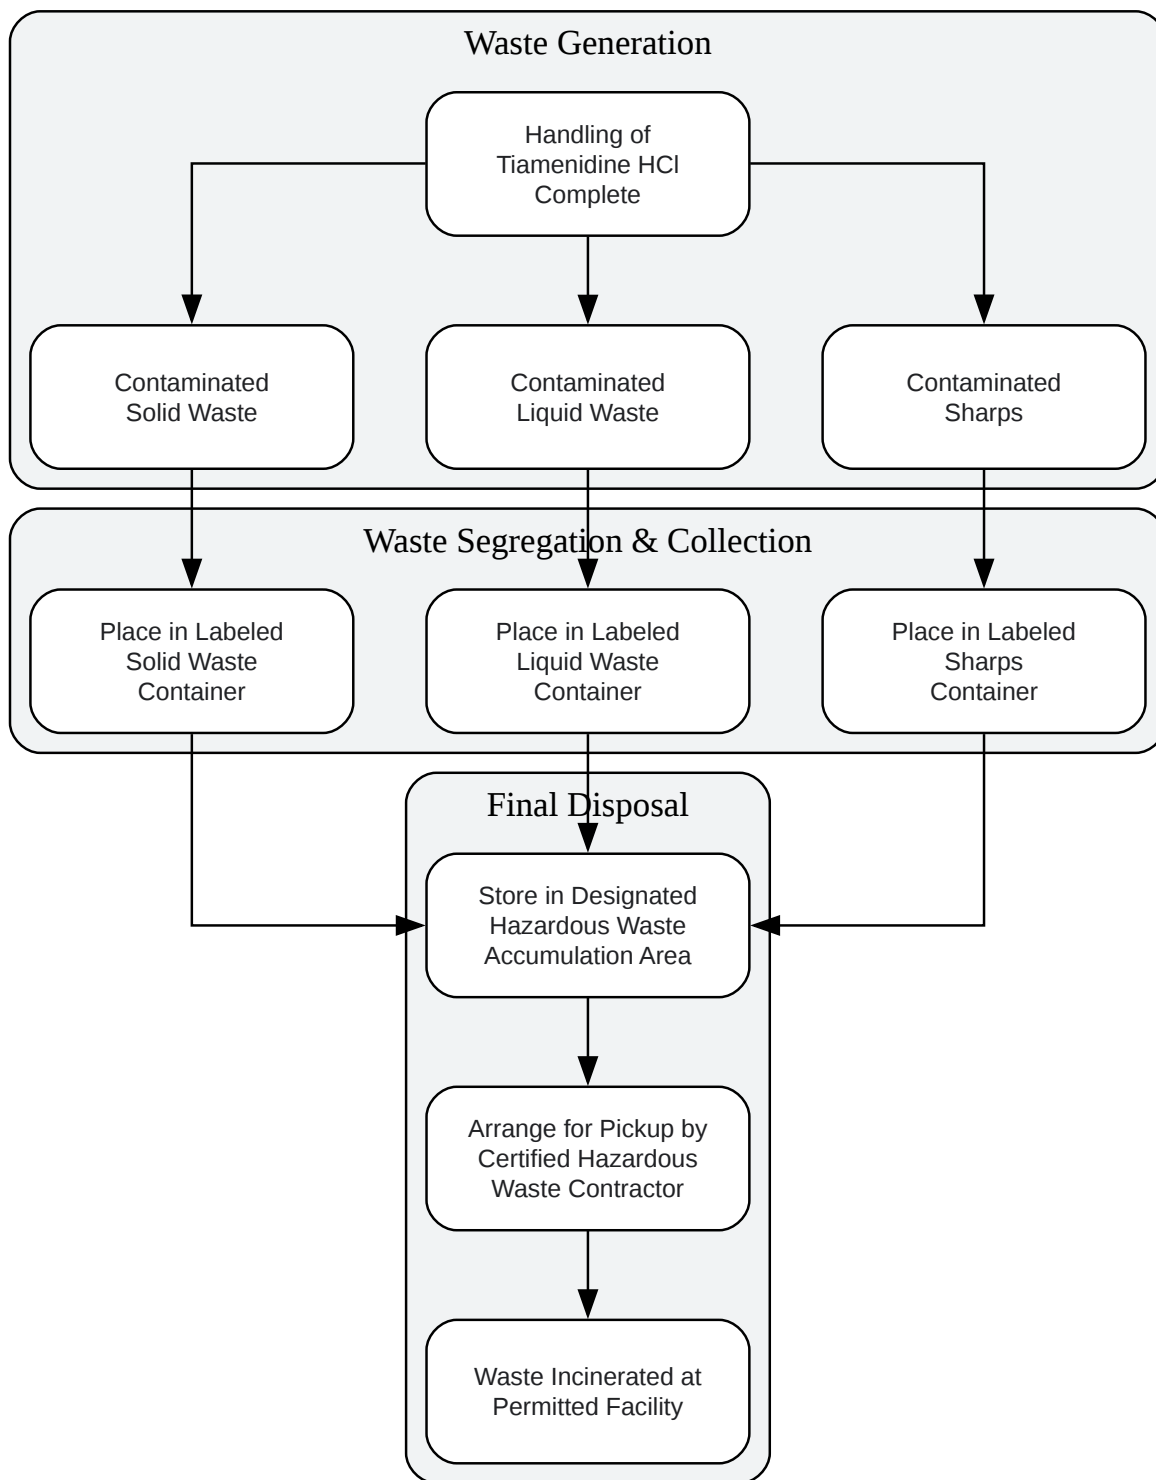 Waste Generation
Handling of
Tiamenidine HCl
Complete
Contaminated
Solid Waste
Contaminated
Liquid Waste
Contaminated
Sharps
Waste Segregation & Collection
Place in Labeled
Solid Waste
Container
Place in Labeled
Liquid Waste
Container
Place in Labeled
Sharps
Container
Final Disposal
Store in Designated
Hazardous Waste
Accumulation Area
Arrange for Pickup by
Certified Hazardous
Waste Contractor
Waste Incinerated at
Permitted Facility